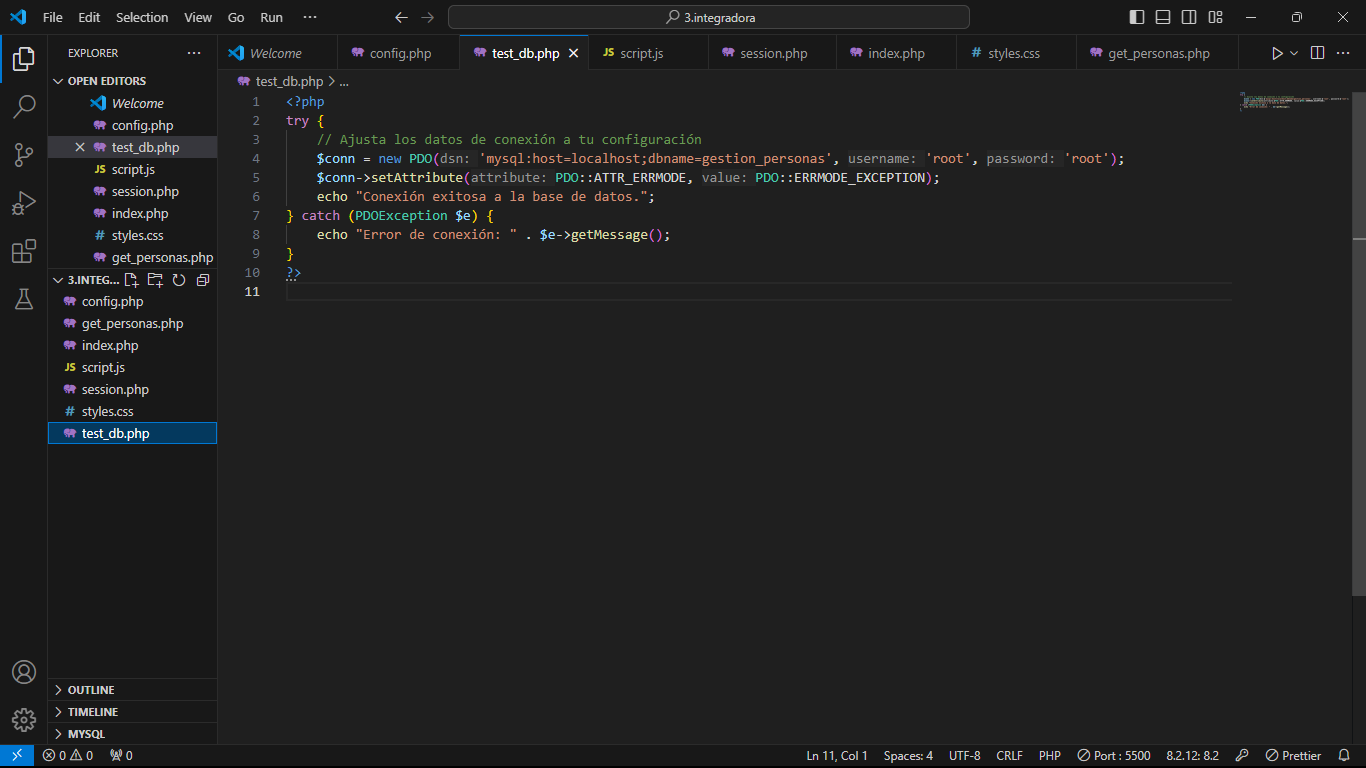 File Edit Selection View Go Run ··· 3.integradora
EXPLORER ···
Welcome config.php test_db.php JS script.js session.php index.php # styles.css get_personas.php ···
OPEN EDITORS
Welcome
config.php
test_db.php
JS script.js
session.php
index.php
# styles.css
get_personas.php
3.INTEG...
config.php
get_personas.php
index.php
JS script.js
session.php
# styles.css
test_db.php
OUTLINE
TIMELINE
MYSQL
test_db.php > ...
1 <?php
2 try {
3 // Ajusta los datos de conexión a tu configuración
4 $conn = new PDO(dsn: 'mysql:host=localhost;dbname=gestion_personas', username: 'root', password: 'root');
5 $conn->setAttribute(attribute: PDO::ATTR_ERRMODE, value: PDO::ERRMODE_EXCEPTION);
6 echo "Conexión exitosa a la base de datos.";
7 } catch (PDOException $e) {
8 echo "Error de conexión: " . $e->getMessage();
9 }
10 ?>
11
0 0 0 Ln 11, Col 1 Spaces: 4 UTF-8 CRLF PHP Port : 5500 8.2.12: 8.2 Prettier